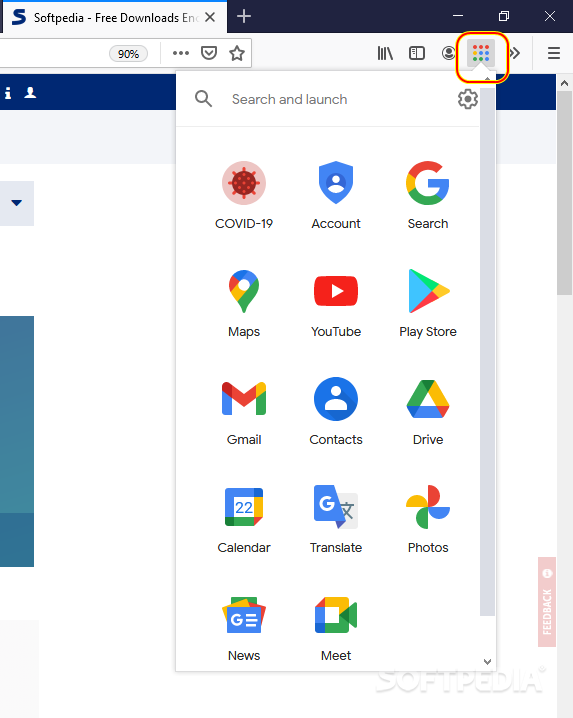 Softpedia - Free Downloads Enc
90%
Search and launch
COVID-19 Account Search
Maps YouTube Play Store
Gmail Contacts Drive
22
G
Calendar Translate Photos
G
News Meet
FEEDBACK
SOFTPEDIA®